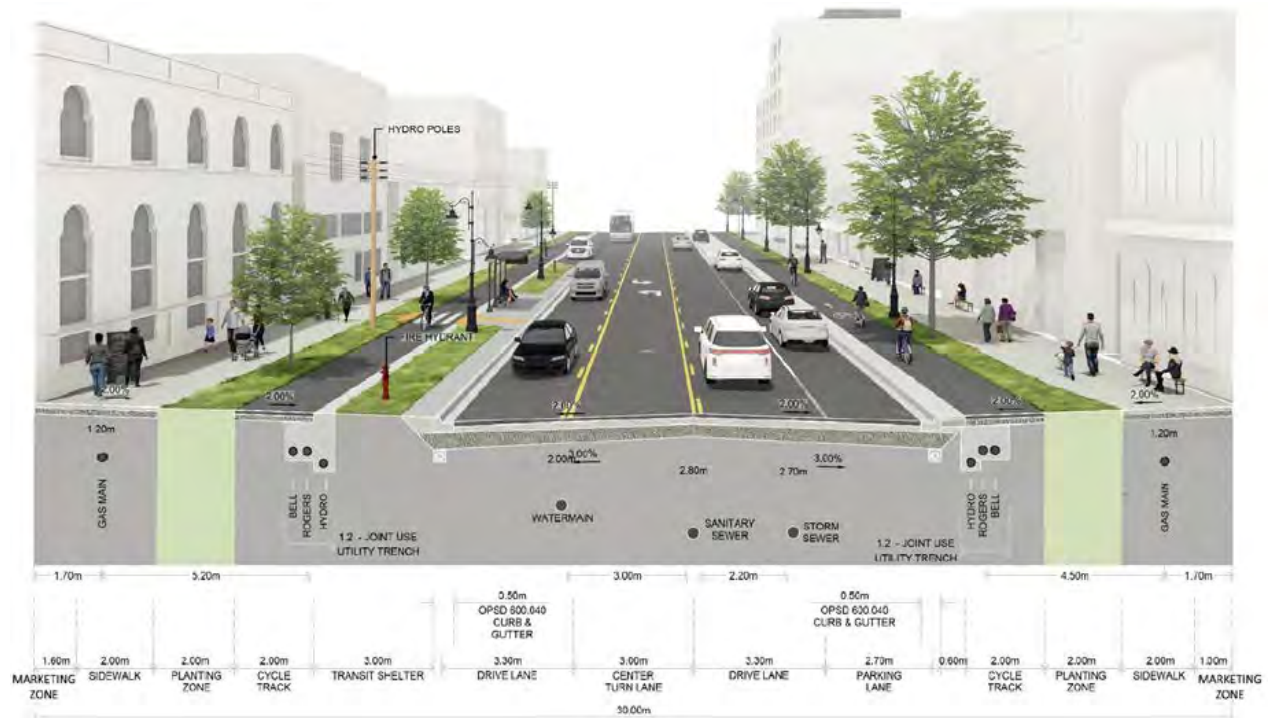 HYDRO POLES
FIRE HYDRANT
2.00%
2.00%
2.00%
2.00%
2.00%
2.00%
1.20m
GAS MAIN
BELL
ROGERS
HYDRO
1.2 - JOINT USE
UTILITY TRENCH
2.00m
3.00%
WATERMAIN
2.80m
SANITARY
SEWER
2.70m
3.00%
STORM
SEWER
HYDRO
ROGERS
BELL
1.2 - JOINT USE
UTILITY TRENCH
1.20m
GAS MAIN
1.70m
5.20m
3.00m
2.20m
4.50m
1.70m
0.50m
OPSD 600.040
CURB &
GUTTER
0.50m
OPSD 600.040
CURB & GUTTER
1.60m
MARKETING
ZONE
2.00m
SIDEWALK
2.00m
PLANTING
ZONE
2.00m
CYCLE
TRACK
3.00m
TRANSIT SHELTER
3.30m
DRIVE LANE
3.00m
CENTER
TURN LANE
3.30m
DRIVE LANE
2.70m
PARKING
LANE
0.60m
2.00m
CYCLE
TRACK
2.00m
PLANTING
ZONE
2.00m
SIDEWALK
1.00m
MARKETING
ZONE
30.00m